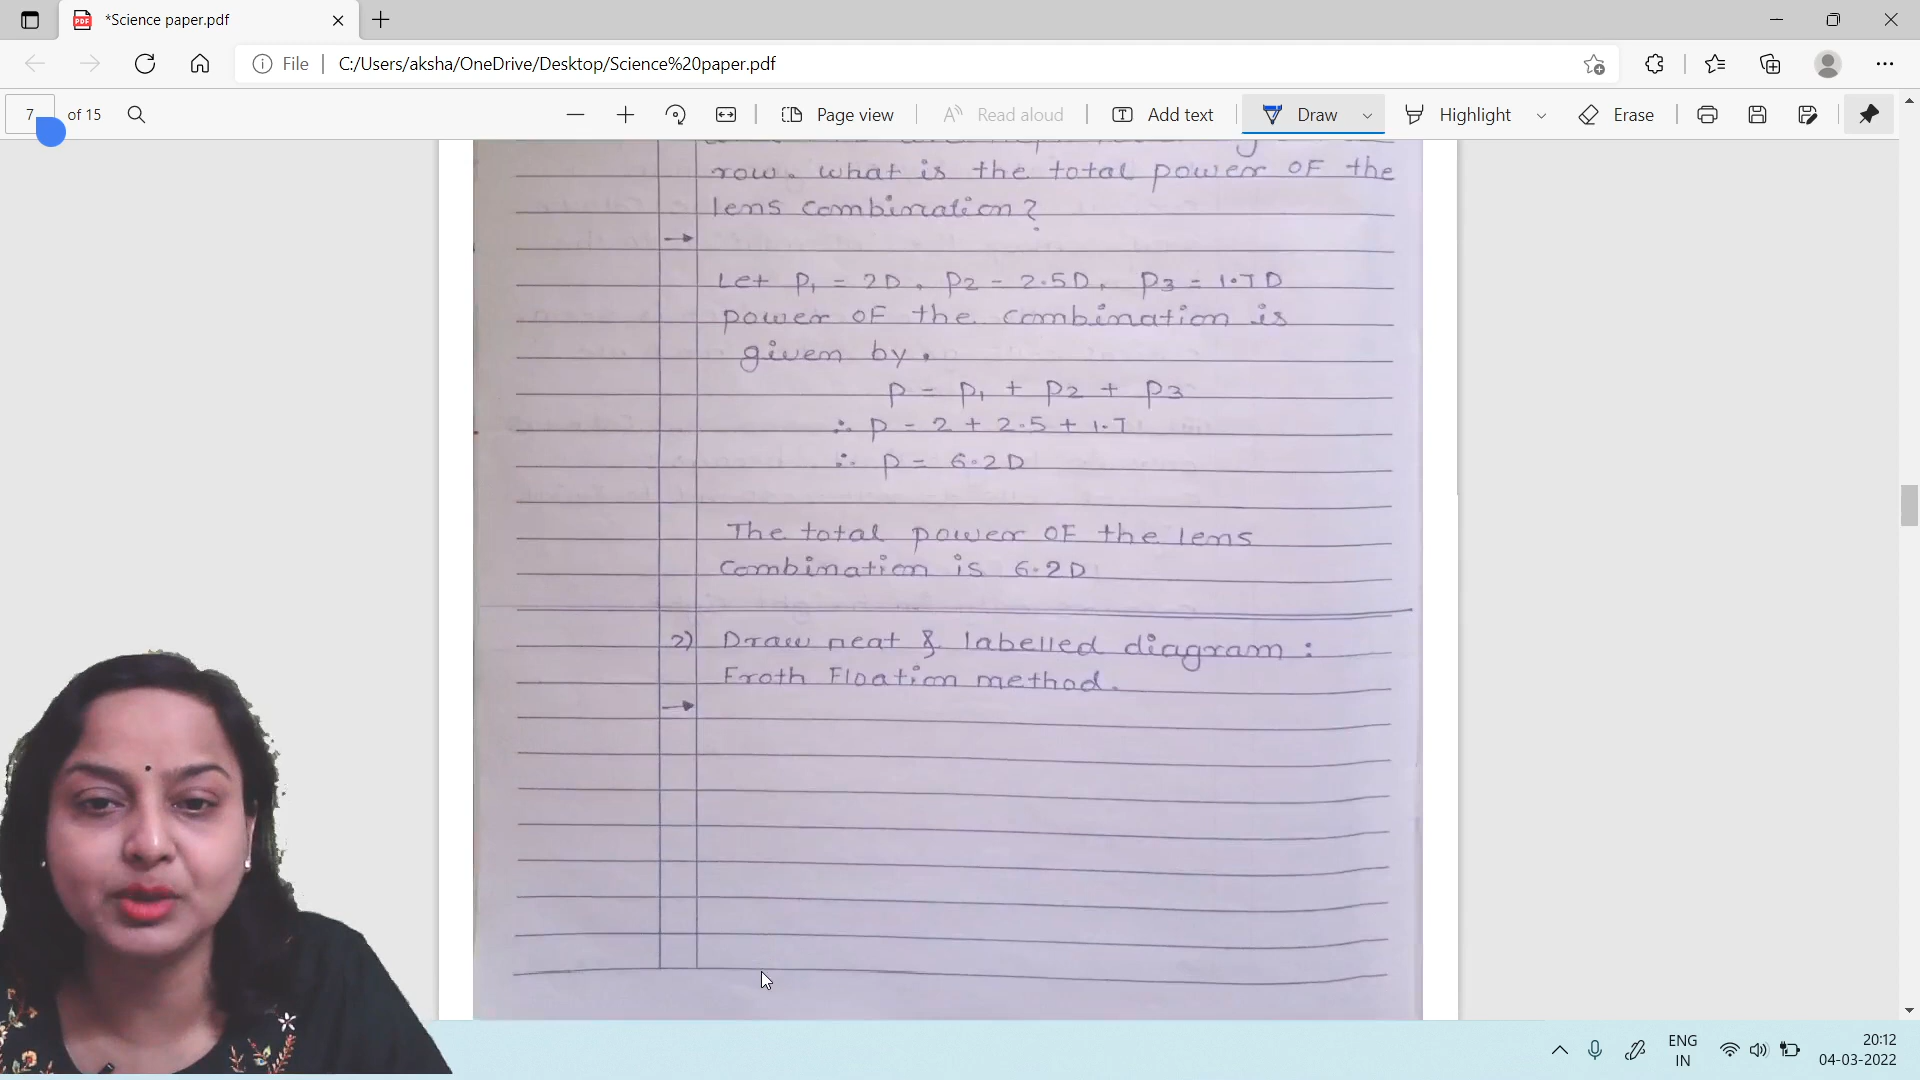 *Science paper.pdf
File
C:/Users/aksha/OneDrive/Desktop/Science%20paper.pdf
7 of 15
Page view
Read aloud
Add text
Draw
Highlight
Erase
row. what is the total power OF the
lens combination?
Let P1 = 2D, P2 = 2.5D, P3 = 1.7D
power OF the combination is
given by.
P = P1 + P2 + P3
∴ P = 2 + 2.5 + 1.7
∴ P = 6.2D
The total power OF the lens
combination is 6.2D
2) Draw neat & labelled diagram :
Froth Floation method.
ENG
IN
20:12
04-03-2022